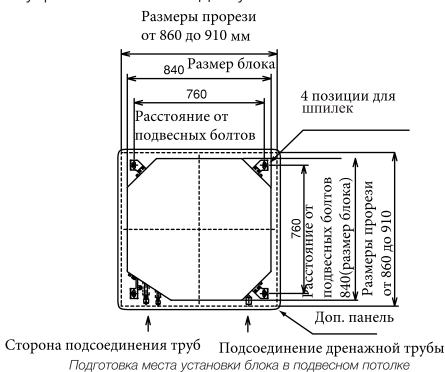 Размеры прорези
от 860 до 910 мм
840 Размер блока
760
Расстояние от
подвесных болтов
4 позиции для
шпилек
760
Расстояние от
подвесных болтов
840(размер блока)
Размеры прорези
от 860 до 910
Доп. панель
Сторона подсоединения труб
Подсоединение дренажной трубы
Подготовка места установки блока в подвесном потолке